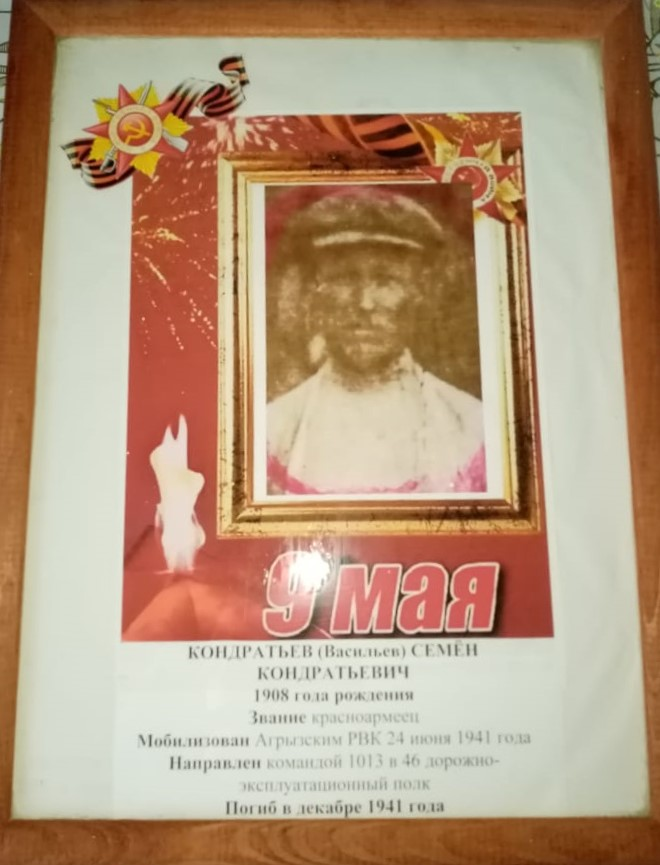 9 мая
КОНДРАТЬЕВ (Васильев) СЕМЁН
КОНДРАТЬЕВИЧ
1908 года рождения
Звание красноармеец
Мобилизован Агрызским РВК 24 июня 1941 года
Направлен командой 1013 в 46 дорожно-
эксплуатационный полк
Погиб в декабре 1941 года